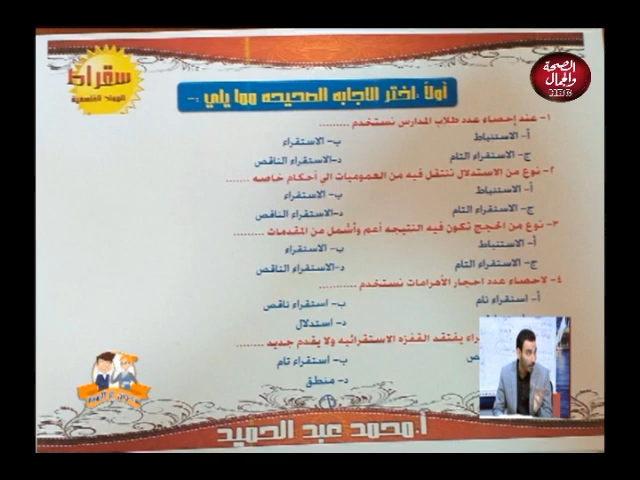 سقراط
المواد الفلسفية
الصحة
والجمال
HBC
أولاً .اختر الاجابه الصحيحه مما يلي :-
١- عند إحصاء عدد طلاب المدارس نستخدم .........
أ- الاستنباط
ب- الاستقراء
ج- الاستقراء التام
د-الاستقراء الناقص
٢- نوع من الاستدلال ننتقل فيه من العموميات الي أحكام خاصه .......
أ- الاستنباط
ب- الاستقراء
ج- الاستقراء التام
د-الاستقراء الناقص
٣- نوع من الحجج تكون فيه النتيجه أعم وأشمل من المقدمات .........
أ- الاستنباط
ب- الاستقراء
ج- الاستقراء التام
د-الاستقراء الناقص
٤- لاحصاء عدد احجار الأهرامات نستخدم ..........
أ- استقراء تام
ب- استقراء ناقص
د- استدلال
يفتقد القفزه الاستقرائيه ولا يقدم جديد ........
ب- استقراء تام
د- منطق
أ.محمد عبد الحميد